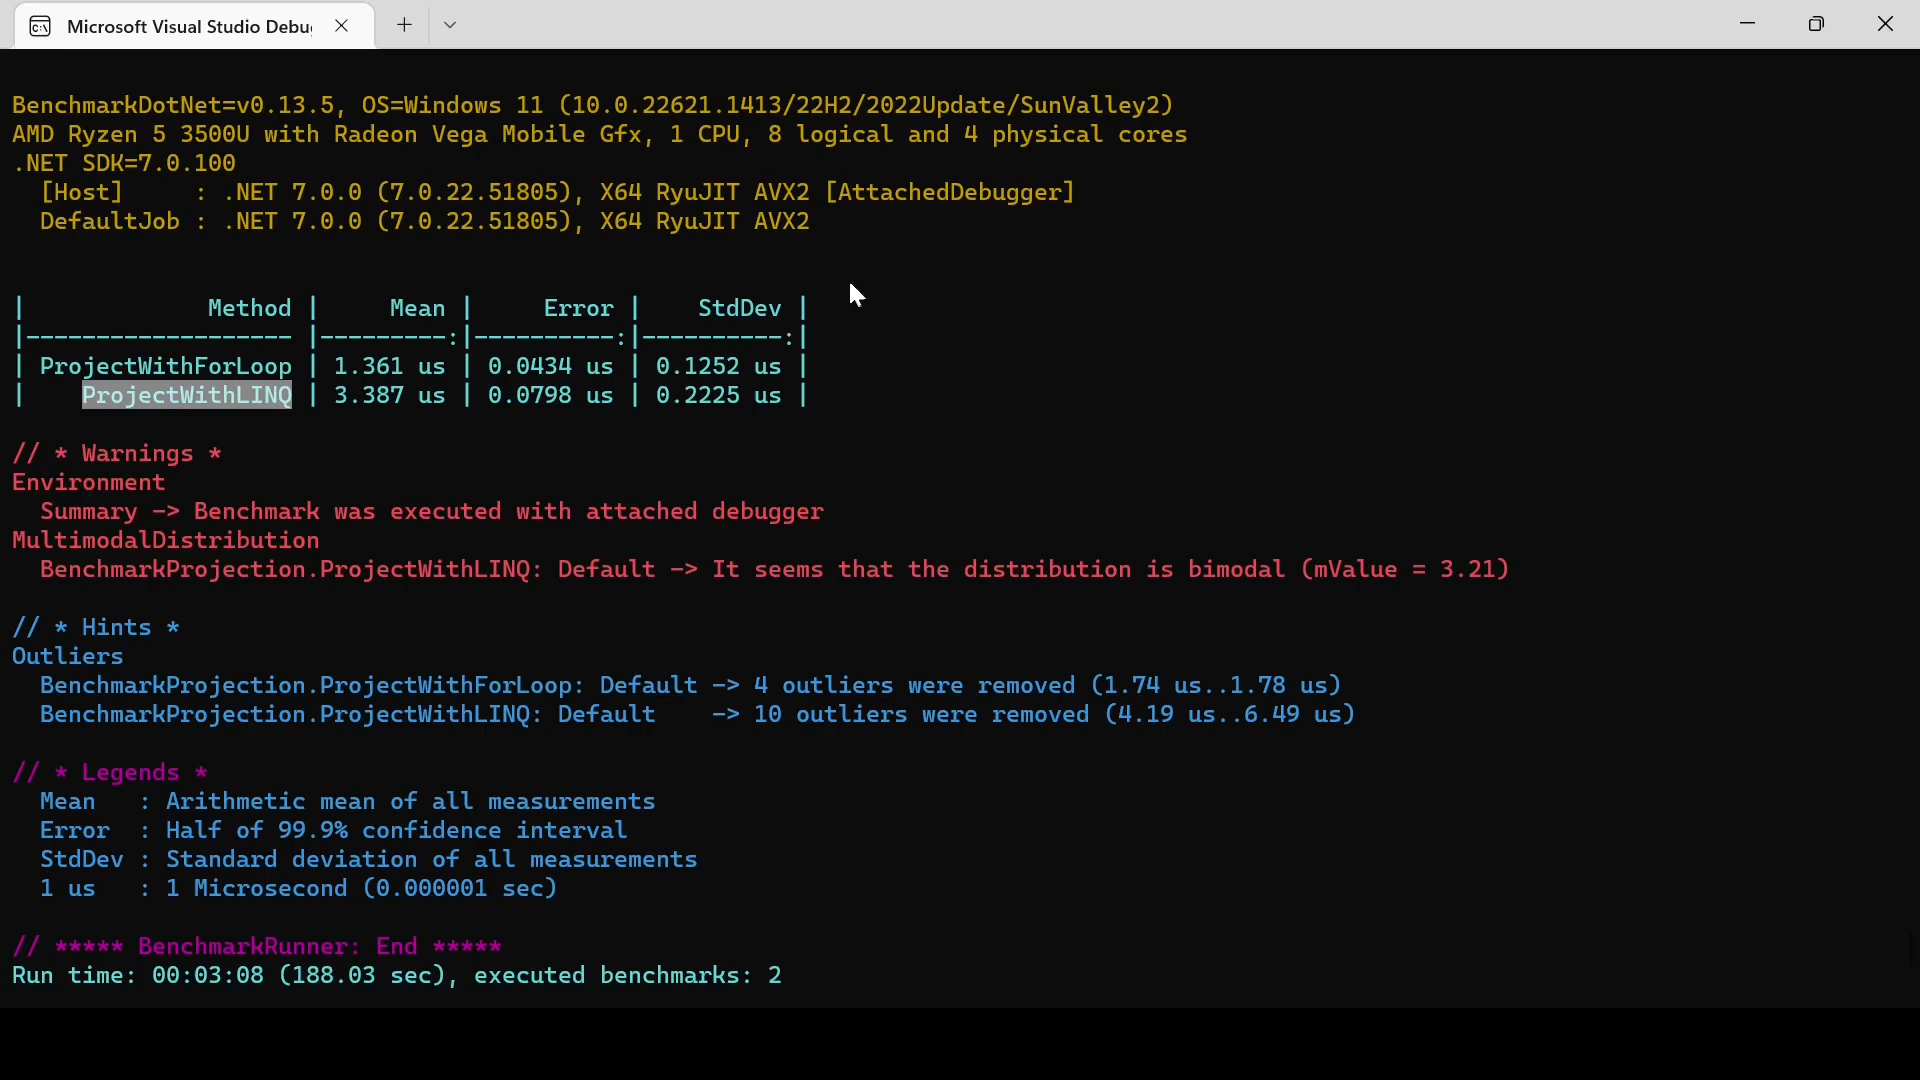 Microsoft Visual Studio Debu
BenchmarkDotNet=v0.13.5, OS=Windows 11 (10.0.22621.1413/22H2/2022Update/SunValley2)
AMD Ryzen 5 3500U with Radeon Vega Mobile Gfx, 1 CPU, 8 logical and 4 physical cores
.NET SDK=7.0.100
  [Host]     : .NET 7.0.0 (7.0.22.51805), X64 RyuJIT AVX2 [AttachedDebugger]
  DefaultJob : .NET 7.0.0 (7.0.22.51805), X64 RyuJIT AVX2
|             Method |     Mean |     Error |    StdDev |
|------------------- |---------:|----------:|----------:|
| ProjectWithForLoop | 1.361 us | 0.0434 us | 0.1252 us |
|    ProjectWithLINQ | 3.387 us | 0.0798 us | 0.2225 us |
// * Warnings *
Environment
  Summary -> Benchmark was executed with attached debugger
MultimodalDistribution
  BenchmarkProjection.ProjectWithLINQ: Default -> It seems that the distribution is bimodal (mValue = 3.21)
// * Hints *
Outliers
  BenchmarkProjection.ProjectWithForLoop: Default -> 4 outliers were removed (1.74 us..1.78 us)
  BenchmarkProjection.ProjectWithLINQ: Default    -> 10 outliers were removed (4.19 us..6.49 us)
// * Legends *
  Mean   : Arithmetic mean of all measurements
  Error  : Half of 99.9% confidence interval
  StdDev : Standard deviation of all measurements
  1 us   : 1 Microsecond (0.000001 sec)
// ***** BenchmarkRunner: End *****
Run time: 00:03:08 (188.03 sec), executed benchmarks: 2